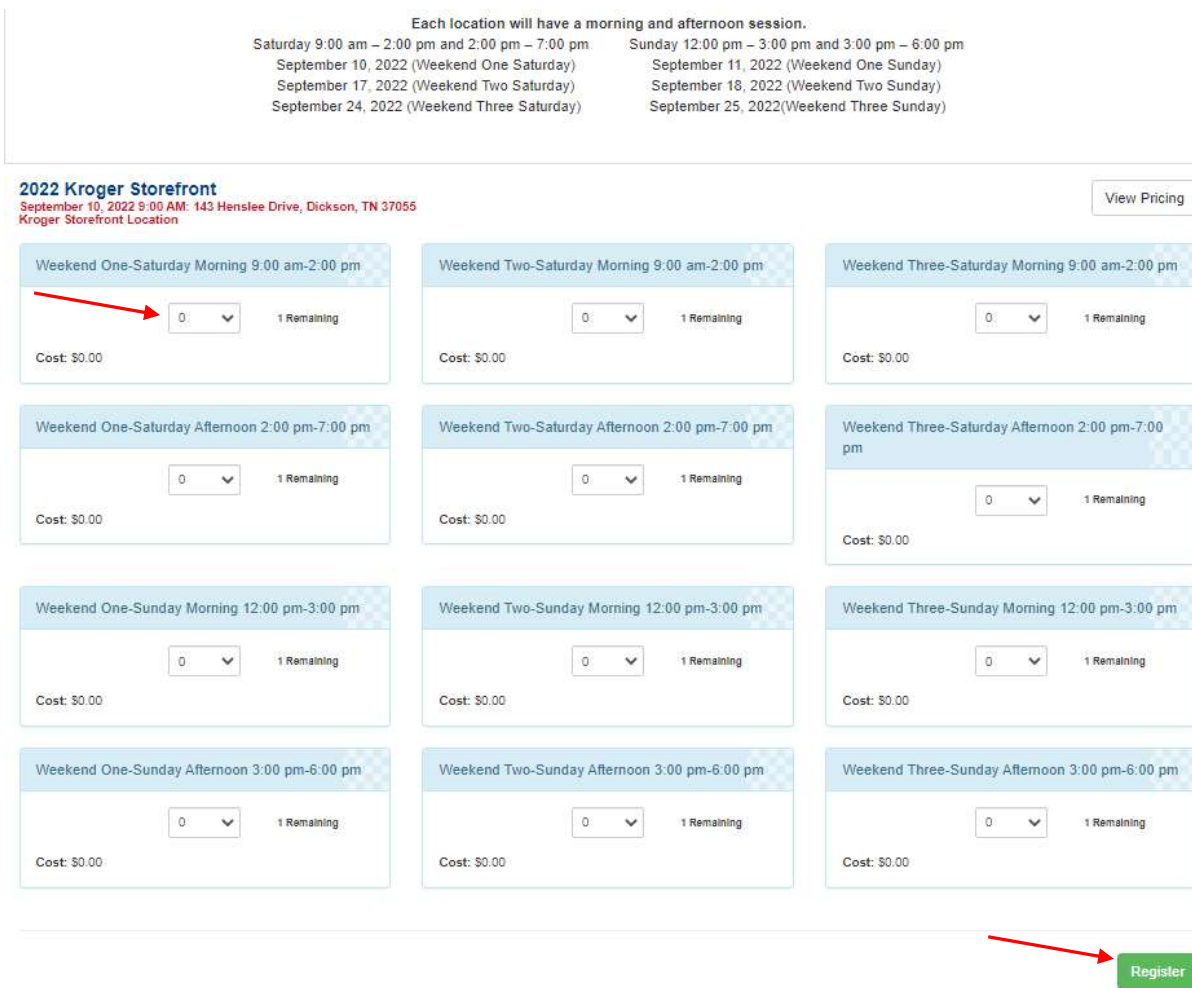 Each location will have a morning and afternoon session.
Saturday 9:00 am – 2:00 pm and 2:00 pm – 7:00 pm Sunday 12:00 pm – 3:00 pm and 3:00 pm – 6:00 pm
September 10, 2022 (Weekend One Saturday) September 11, 2022 (Weekend One Sunday)
September 17, 2022 (Weekend Two Saturday) September 18, 2022 (Weekend Two Sunday)
September 24, 2022 (Weekend Three Saturday) September 25, 2022(Weekend Three Sunday)
2022 Kroger Storefront
September 10, 2022 9:00 AM: 143 Henslee Drive, Dickson, TN 37055
Kroger Storefront Location
View Pricing
Weekend One-Saturday Morning 9:00 am-2:00 pm
0 1 Remaining
Cost: $0.00
Weekend Two-Saturday Morning 9:00 am-2:00 pm
0 1 Remaining
Cost: $0.00
Weekend Three-Saturday Morning 9:00 am-2:00 pm
0 1 Remaining
Cost: $0.00
Weekend One-Saturday Afternoon 2:00 pm-7:00 pm
0 1 Remaining
Cost: $0.00
Weekend Two-Saturday Afternoon 2:00 pm-7:00 pm
0 1 Remaining
Cost: $0.00
Weekend Three-Saturday Afternoon 2:00 pm-7:00
pm
0 1 Remaining
Cost: $0.00
Weekend One-Sunday Morning 12:00 pm-3:00 pm
0 1 Remaining
Cost: $0.00
Weekend Two-Sunday Morning 12:00 pm-3:00 pm
0 1 Remaining
Cost: $0.00
Weekend Three-Sunday Morning 12:00 pm-3:00 pm
0 1 Remaining
Cost: $0.00
Weekend One-Sunday Afternoon 3:00 pm-6:00 pm
0 1 Remaining
Cost: $0.00
Weekend Two-Sunday Afternoon 3:00 pm-6:00 pm
0 1 Remaining
Cost: $0.00
Weekend Three-Sunday Afternoon 3:00 pm-6:00 pm
0 1 Remaining
Cost: $0.00
Register